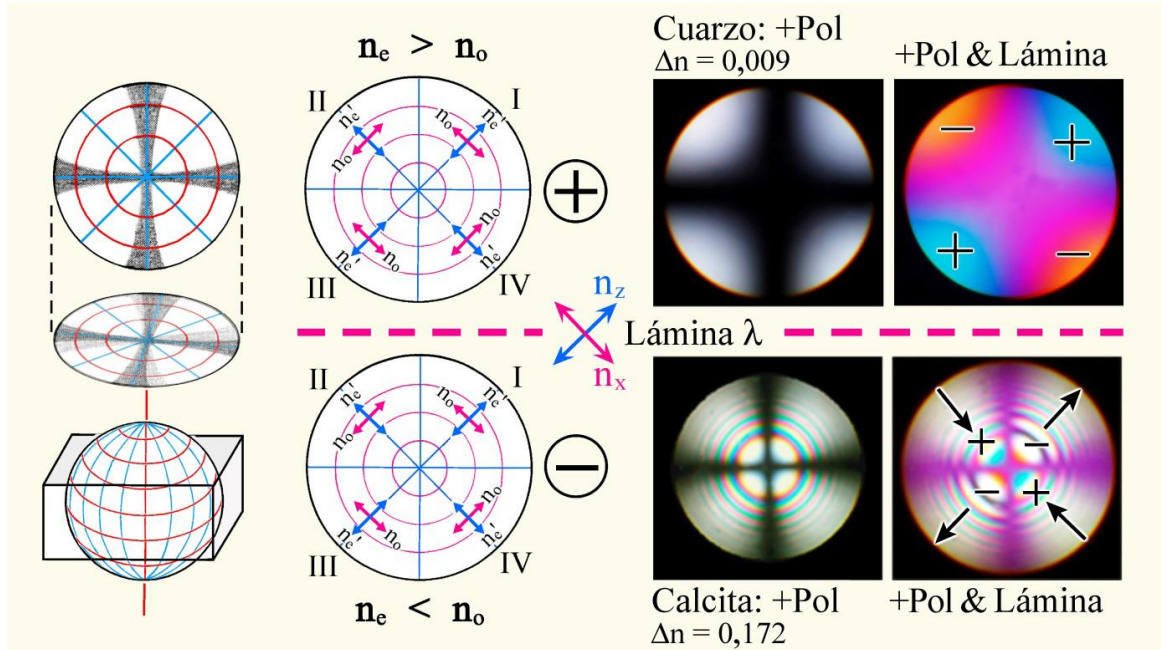 nₑ > nₒ
II
I
nₑ'
nₒ
nₑ'
nₒ
nₑ'
nₒ
nₒ
nₑ'
III
IV
+
Cuarzo: +Pol
Δn = 0,009
+Pol & Lámina
−
+
+
−
n_z
Lámina λ
nₓ
II
I
nₑ'
nₒ
nₑ'
nₒ
nₑ'
nₒ
nₒ
nₑ'
III
IV
−
nₑ < nₒ
+
−
−
+
Calcita: +Pol
Δn = 0,172
+Pol & Lámina